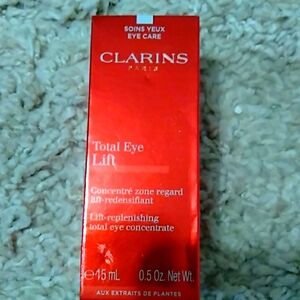 SOINS YEUX
EYE CARE
CLARINS
PARIS
Total Eye
Lift
Concentré zone regard
lift-redensifiant
Lift-replenishing
total eye concentrate
℮ 15 mL 0.5 Oz. Net Wt.
AUX EXTRAITS DE PLANTES